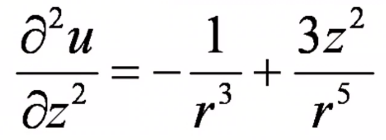 ∂²u/∂z² = -1/r³ + 3z²/r⁵